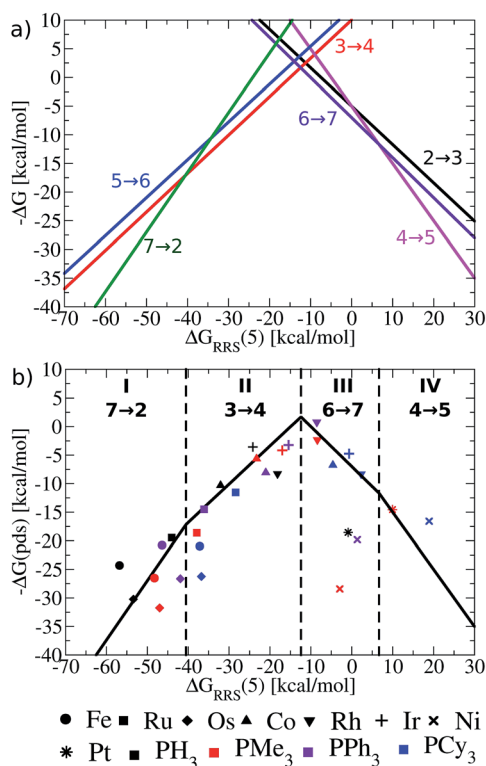 a)
10
5
0
-5
-10
-15
-20
-25
-30
-35
-40
-ΔG [kcal/mol]
3→4
6→7
2→3
5→6
7→2
4→5
-70 -60 -50 -40 -30 -20 -10 0 10 20 30
ΔG_RRS(5) [kcal/mol]
b)
10
5
0
-5
-10
-15
-20
-25
-30
-35
-40
-ΔG(pds) [kcal/mol]
I II III IV
7→2 3→4 6→7 4→5
-70 -60 -50 -40 -30 -20 -10 0 10 20 30
ΔG_RRS(5) [kcal/mol]
Fe Ru Os Co Rh Ir Ni
Pt PH₃ PMe₃ PPh₃ PCy₃